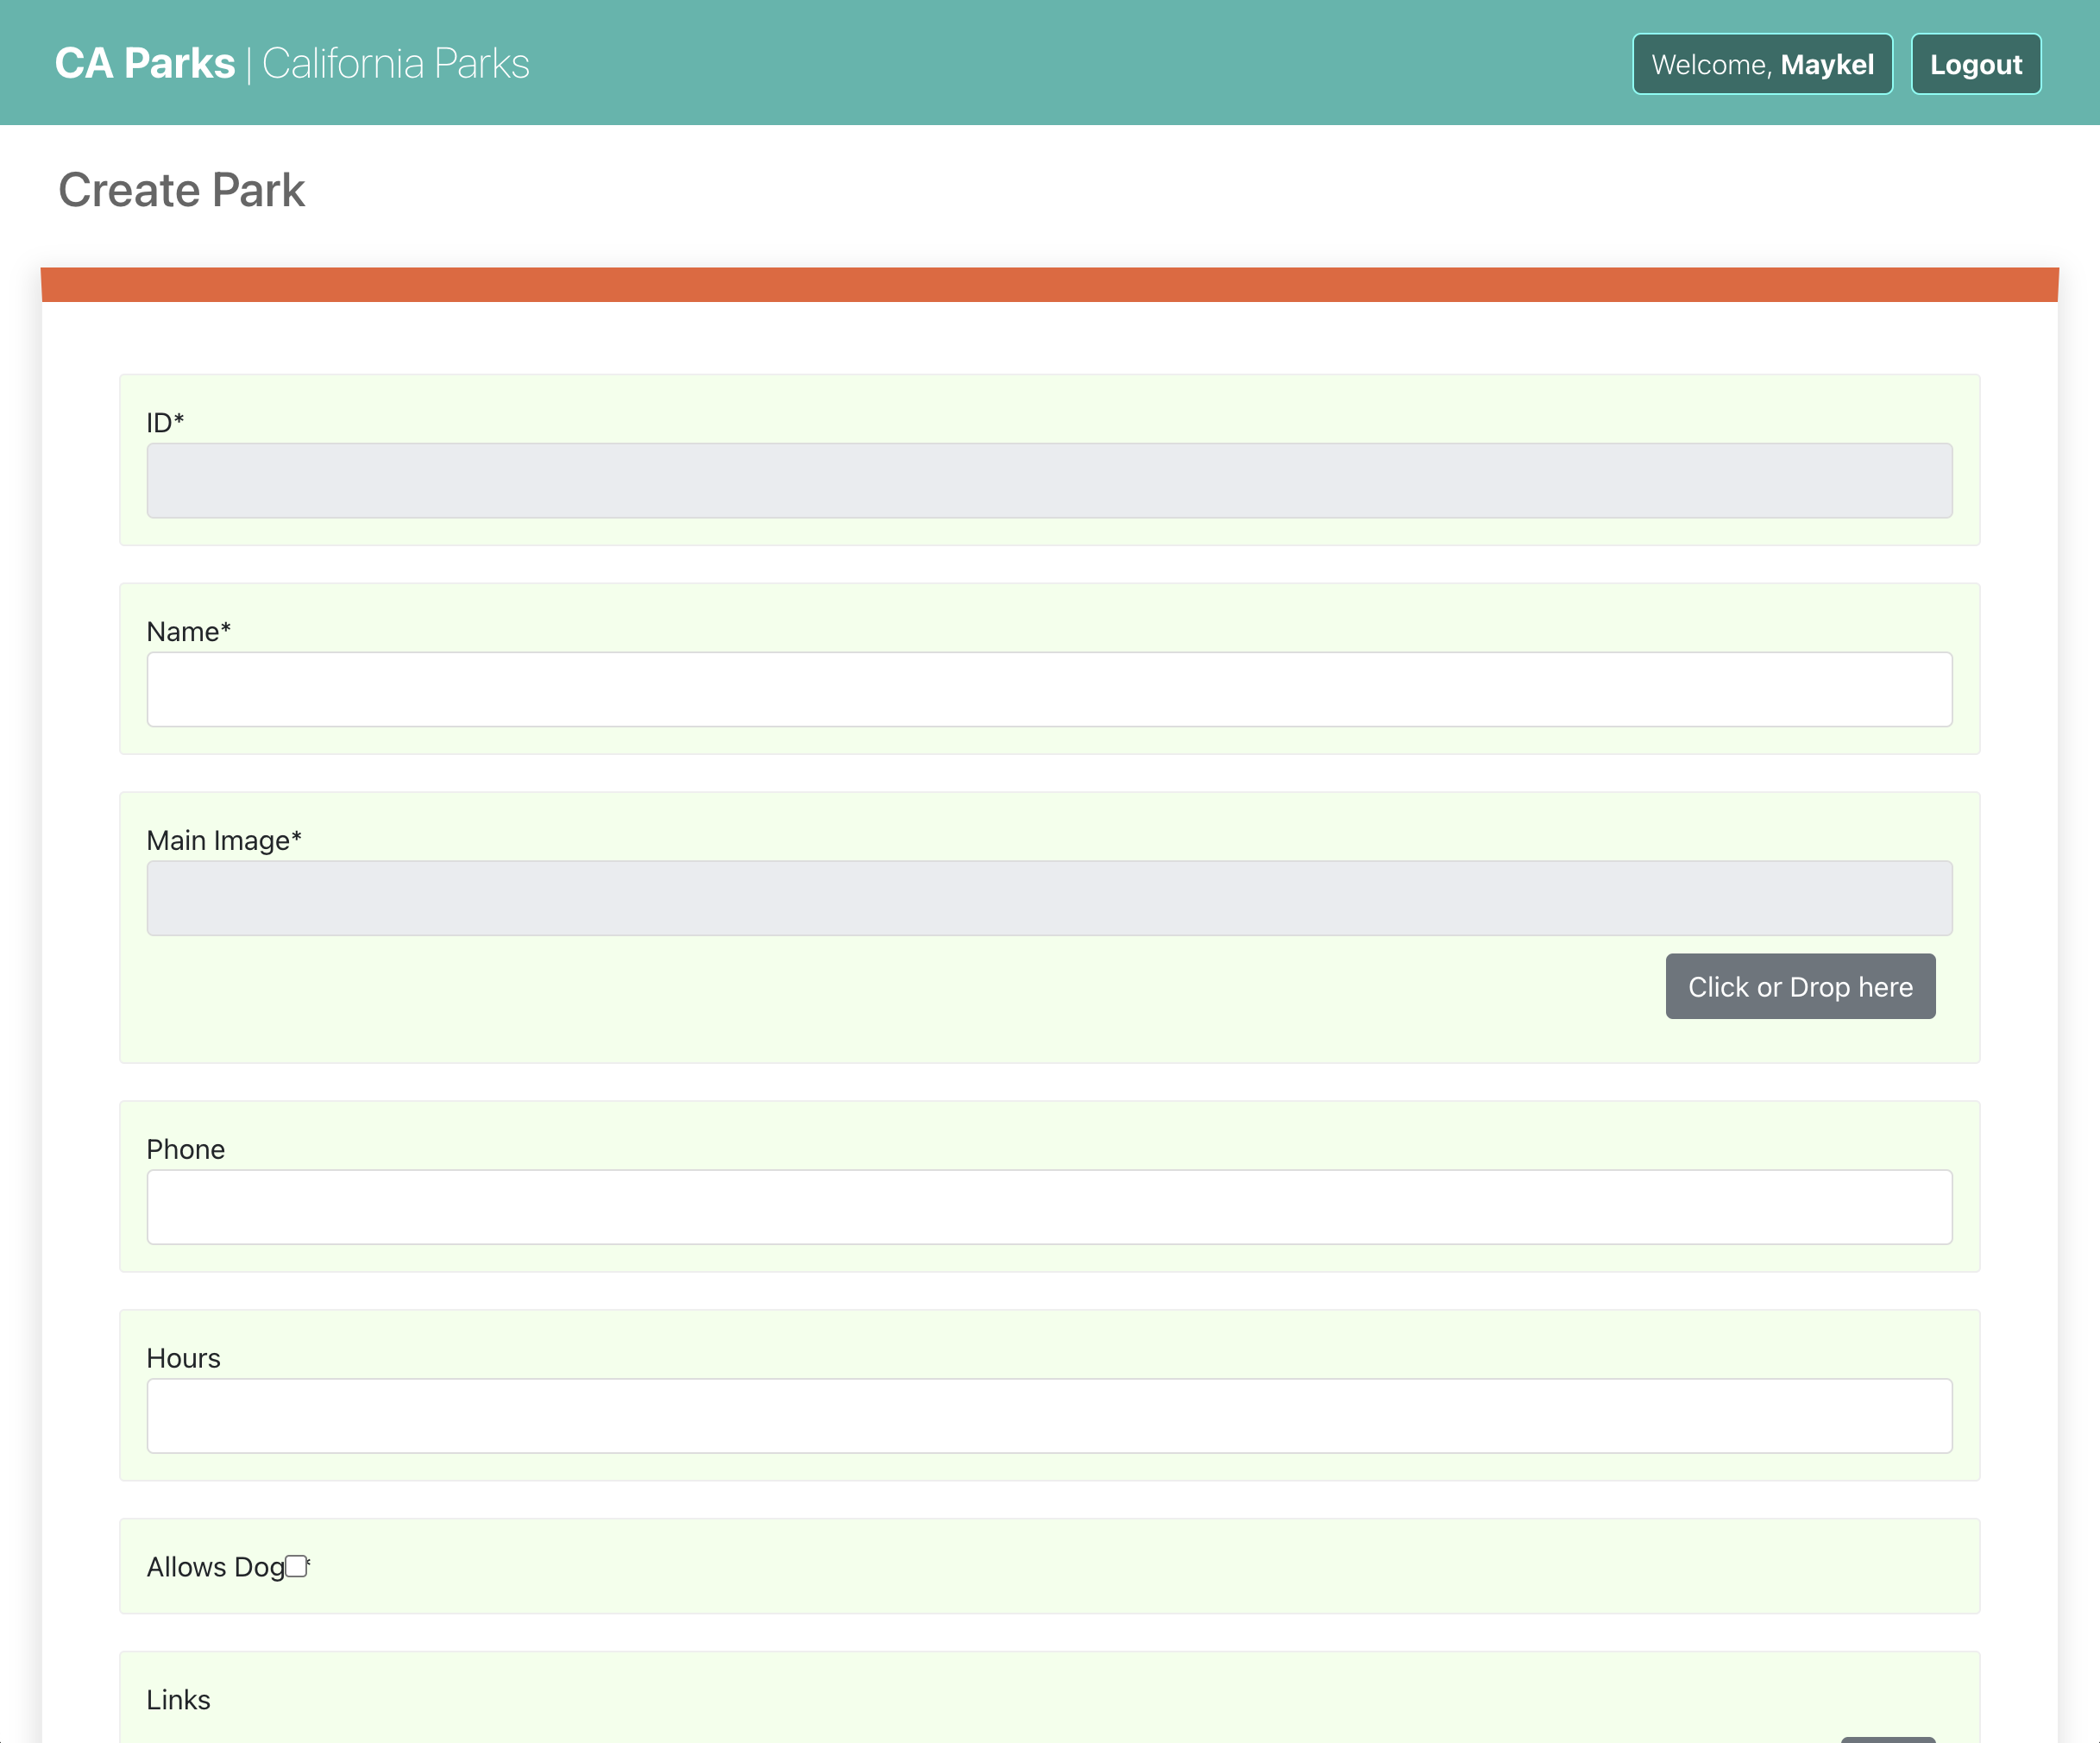 CA Parks | California Parks
Welcome, Maykel
Logout
Create Park
ID*
Name*
Main Image*
Click or Drop here
Phone
Hours
Allows Dog
Links